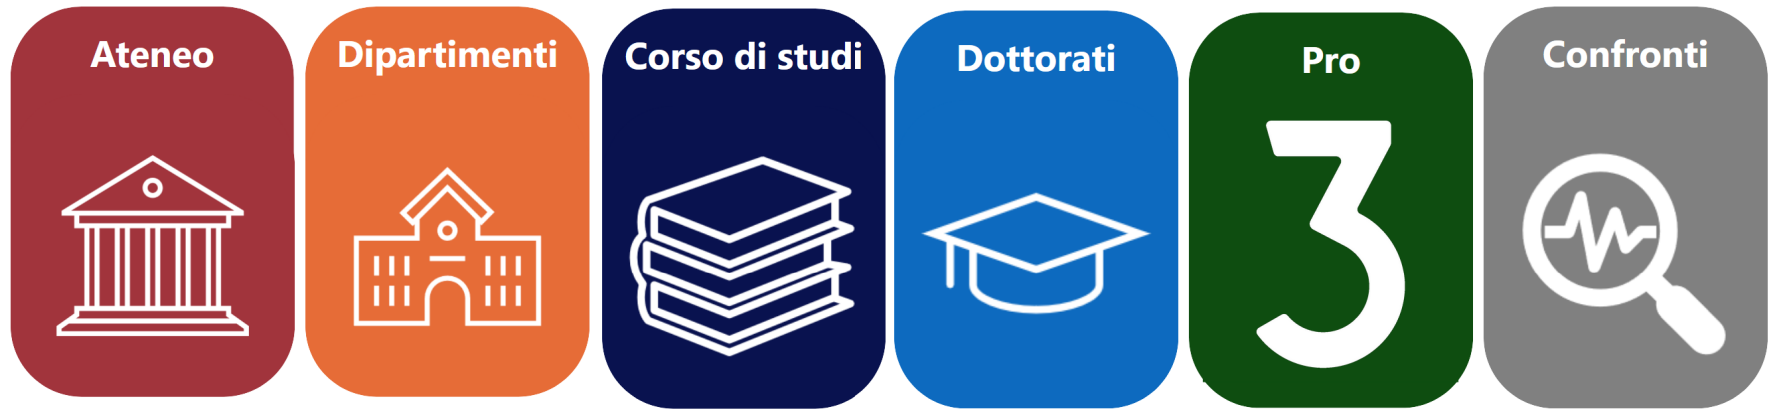 Ateneo
Dipartimenti
Corso di studi
Dottorati
Pro
3
Confronti